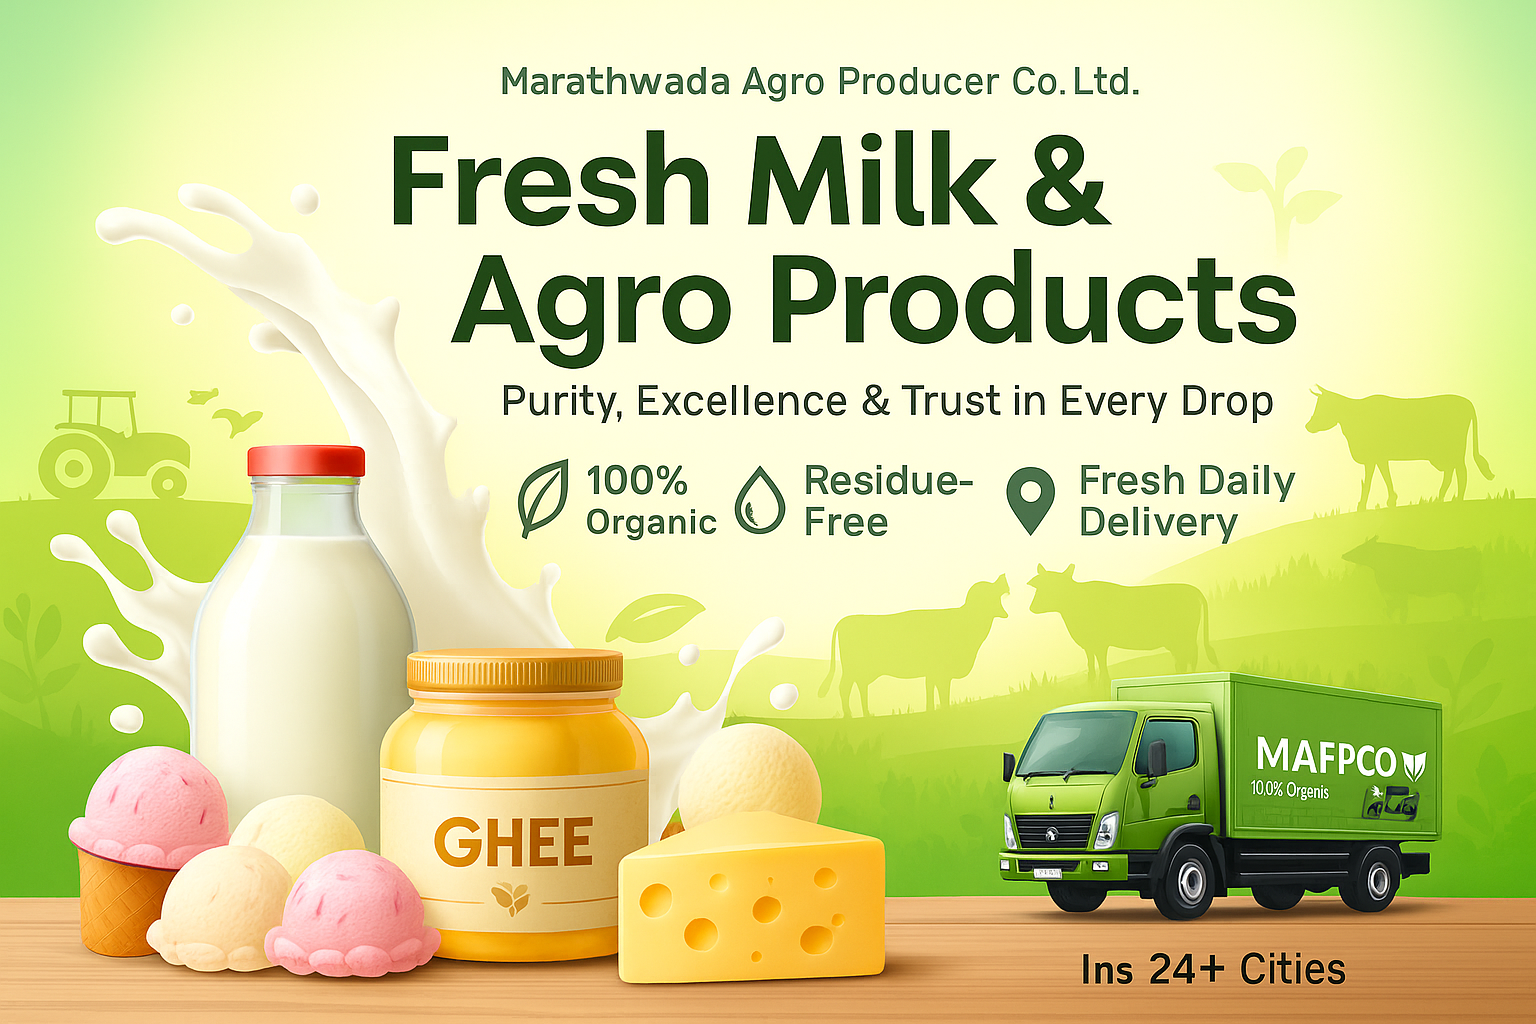 Marathwada Agro Producer Co. Ltd.
Fresh Milk &
Agro Products
Purity, Excellence & Trust in Every Drop
100%
Organic
Residue-
Free
Fresh Daily
Delivery
GHEE
MAFPCO
10,0% Orgenis
Ins 24+ Cities